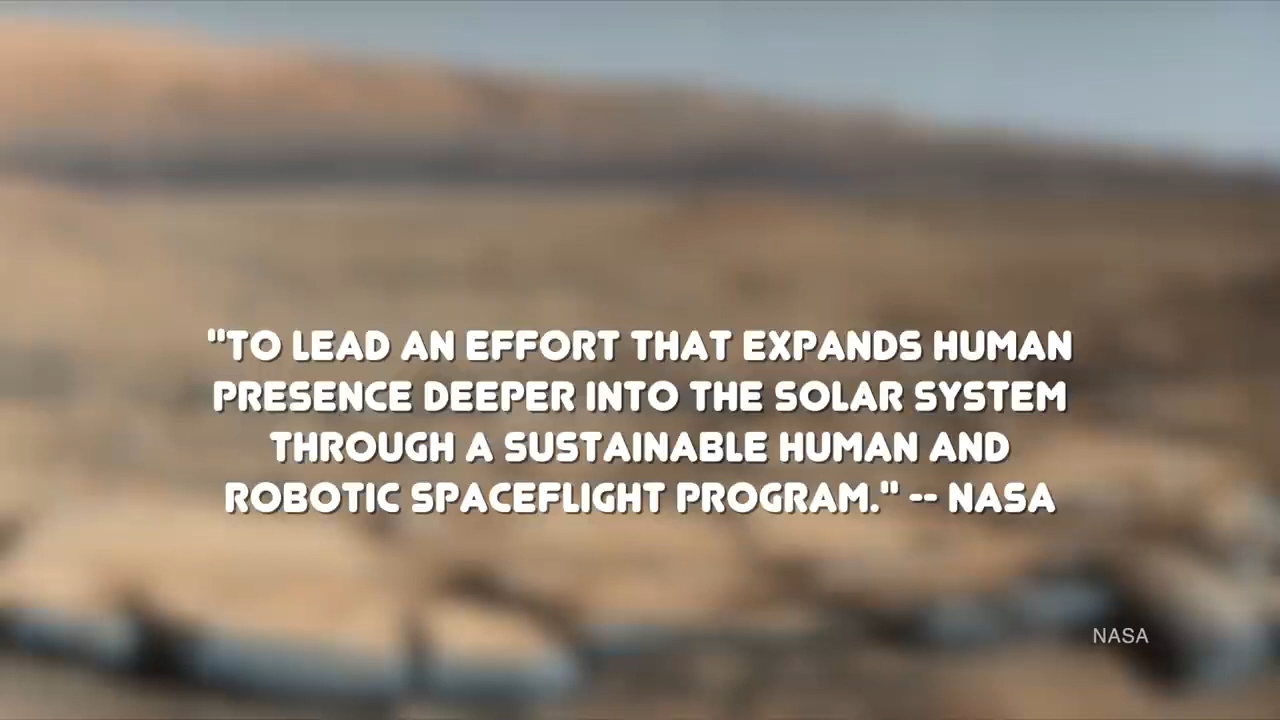 "TO LEAD AN EFFORT THAT EXPANDS HUMAN
PRESENCE DEEPER INTO THE SOLAR SYSTEM
THROUGH A SUSTAINABLE HUMAN AND
ROBOTIC SPACEFLIGHT PROGRAM." -- NASA
NASA